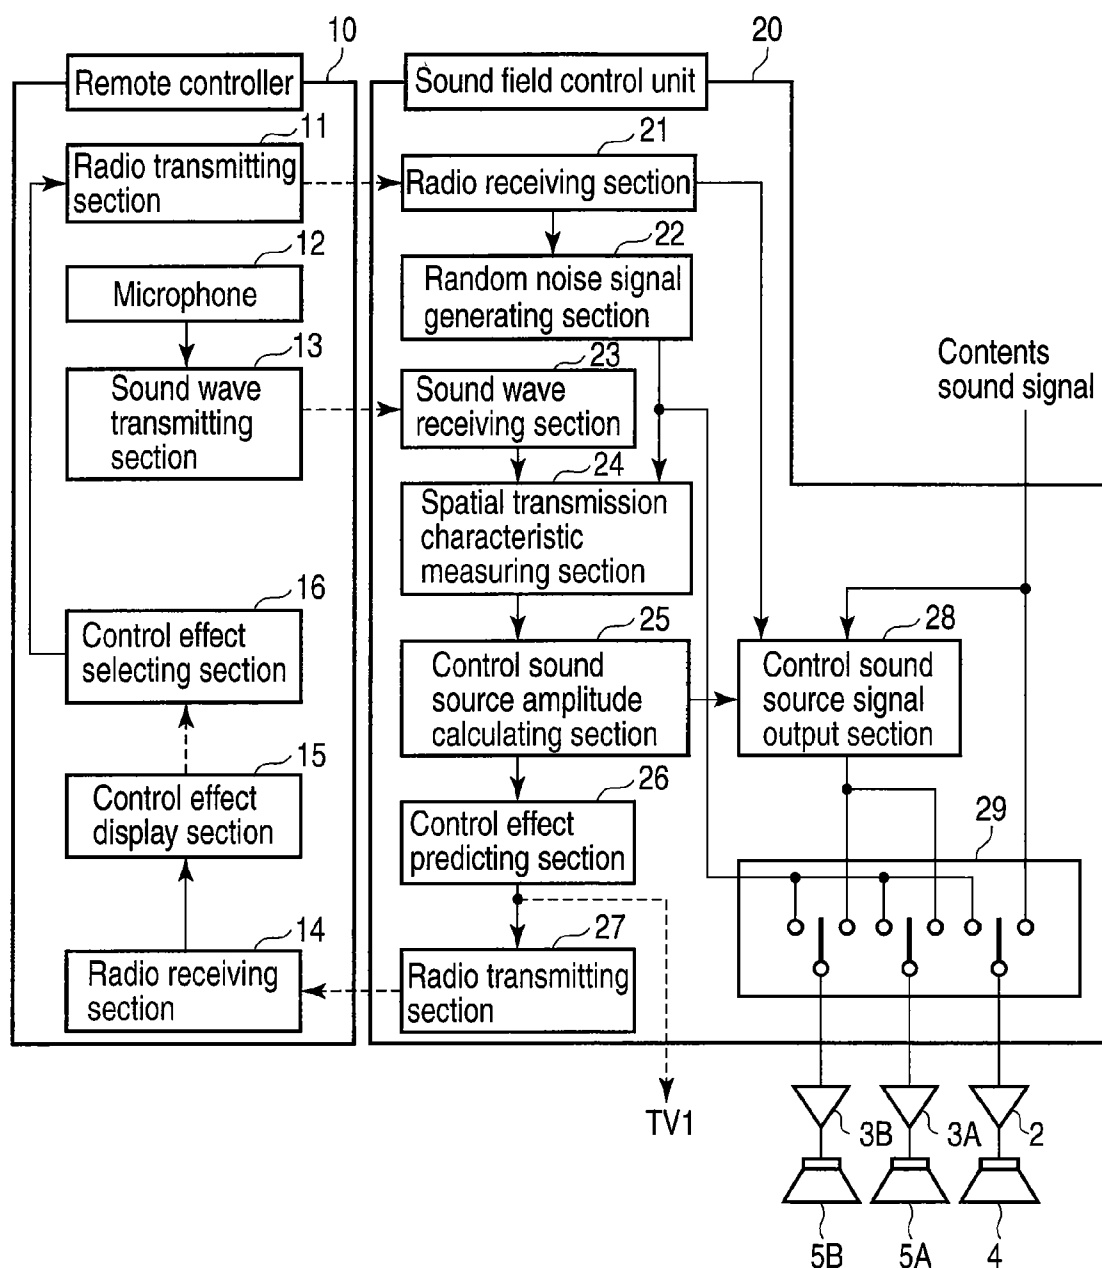 10
20
Remote controller
Sound field control unit
11
21
Radio transmitting
section
Radio receiving section
12
22
Microphone
Random noise signal
generating section
13
23
Sound wave
transmitting
section
Sound wave
receiving section
Contents
sound signal
24
Spatial transmission
characteristic
measuring section
16
25
28
Control effect
selecting section
Control sound
source amplitude
calculating section
Control sound
source signal
output section
15
26
29
Control effect
display section
Control effect
predicting section
14
27
Radio receiving
section
Radio transmitting
section
TV1
3B
3A
2
5B
5A
4